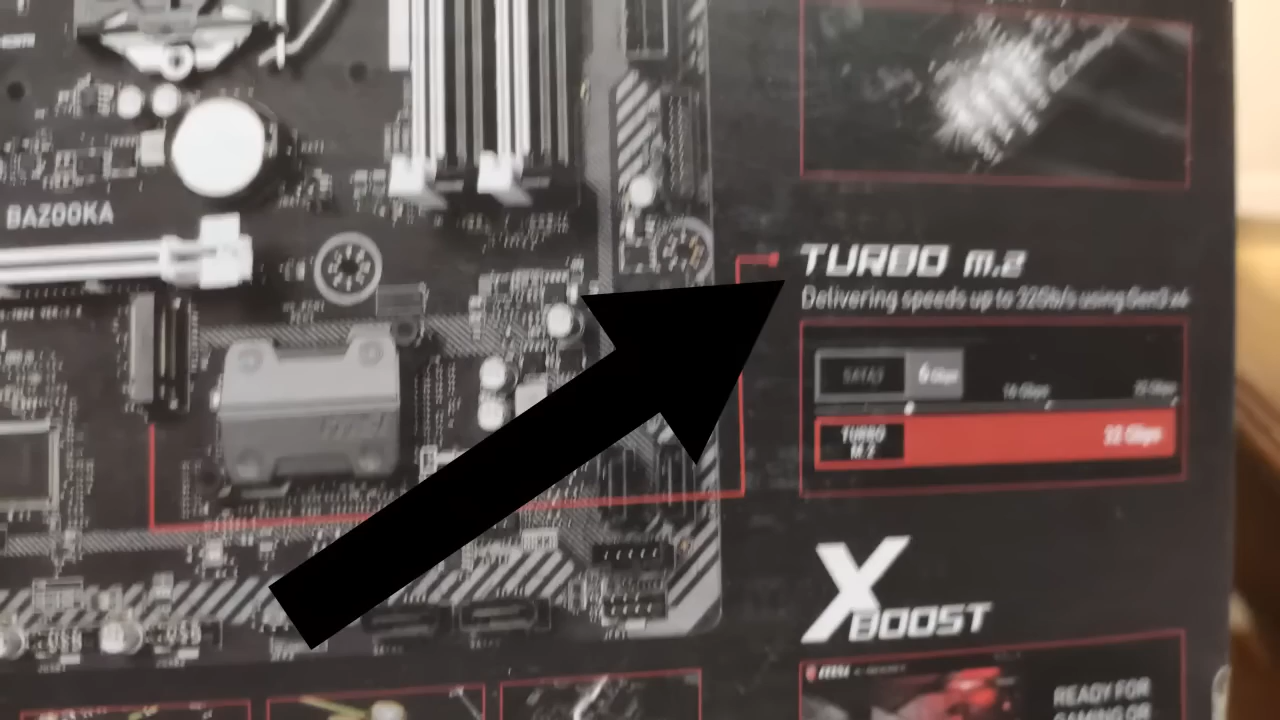 BAZOOKA
TURBO M.2
Delivering speeds up to 32Gb/s using Gen3 x4
SATA3
6 Gbps
16 Gbps
32 Gbps
TURBO
M.2
32 Gbps
X
BOOST
READY FOR
GAMING OR